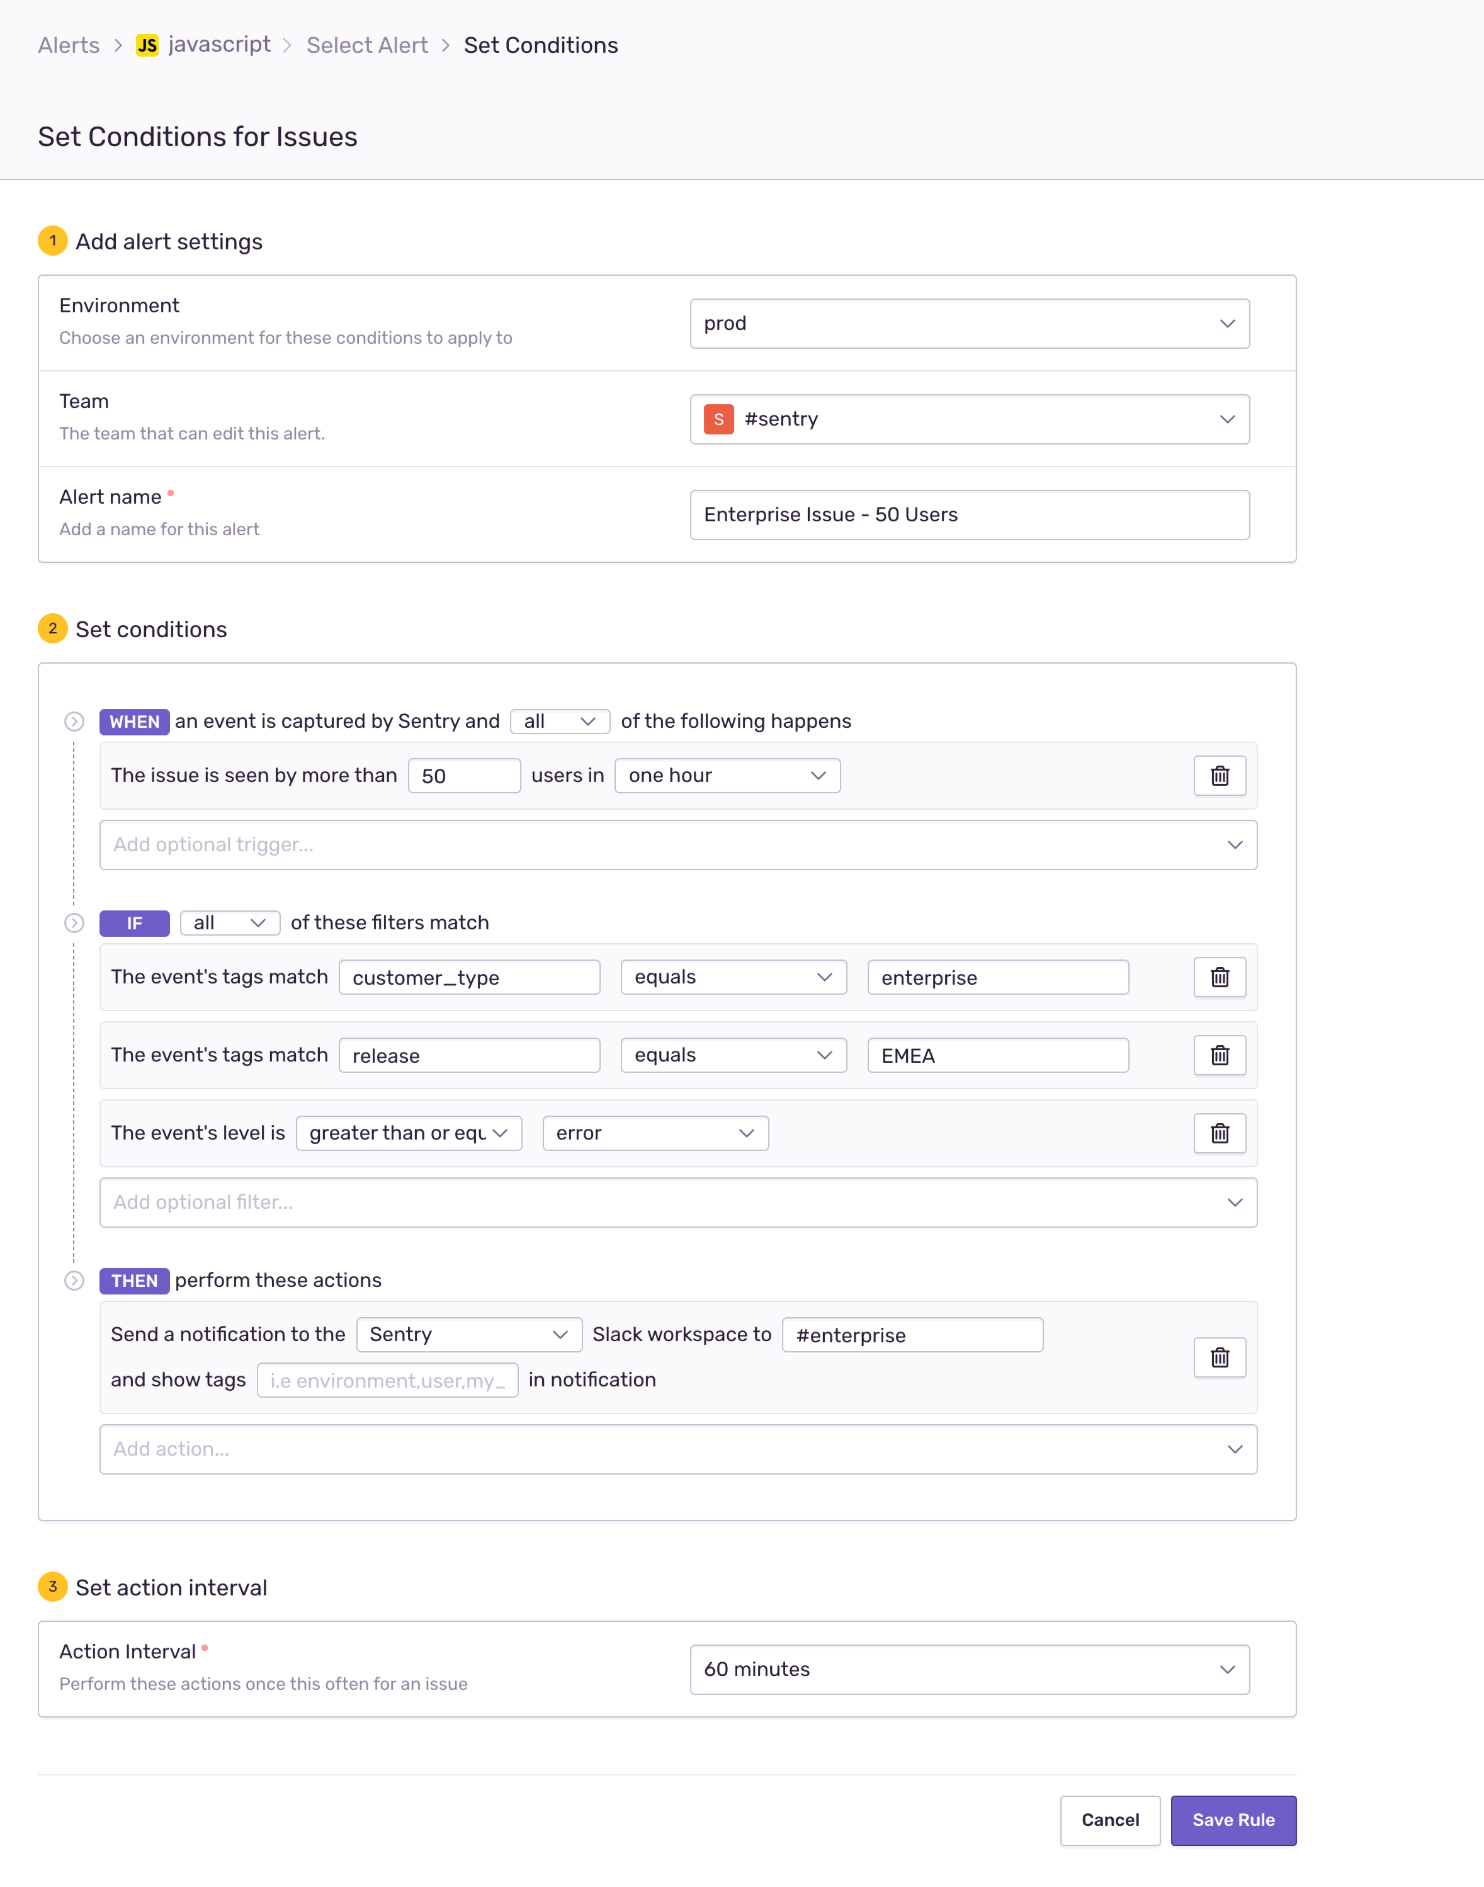 Alerts > JS javascript > Select Alert > Set Conditions
Set Conditions for Issues
1 Add alert settings
Environment
Choose an environment for these conditions to apply to
prod
Team
The team that can edit this alert.
S #sentry
Alert name
Add a name for this alert
Enterprise Issue - 50 Users
2 Set conditions
WHEN an event is captured by Sentry and all of the following happens
The issue is seen by more than 50 users in one hour
Add optional trigger...
IF all of these filters match
The event's tags match customer_type equals enterprise
The event's tags match release equals EMEA
The event's level is greater than or equ error
Add optional filter...
THEN perform these actions
Send a notification to the Sentry Slack workspace to #enterprise
and show tags i.e environment,user,my_ in notification
Add action...
3 Set action interval
Action Interval
Perform these actions once this often for an issue
60 minutes
Cancel Save Rule